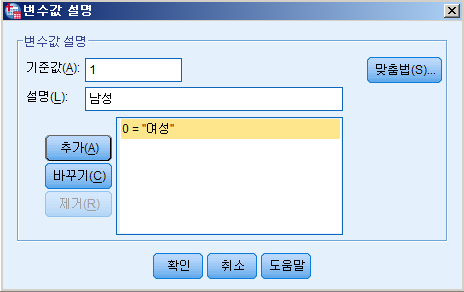 변수값 설명
변수값 설명
기준값(A): 1
맞춤법(S)...
설명(L): 남성
0 = "여성"
추가(A)
바꾸기(C)
제거(R)
확인 취소 도움말